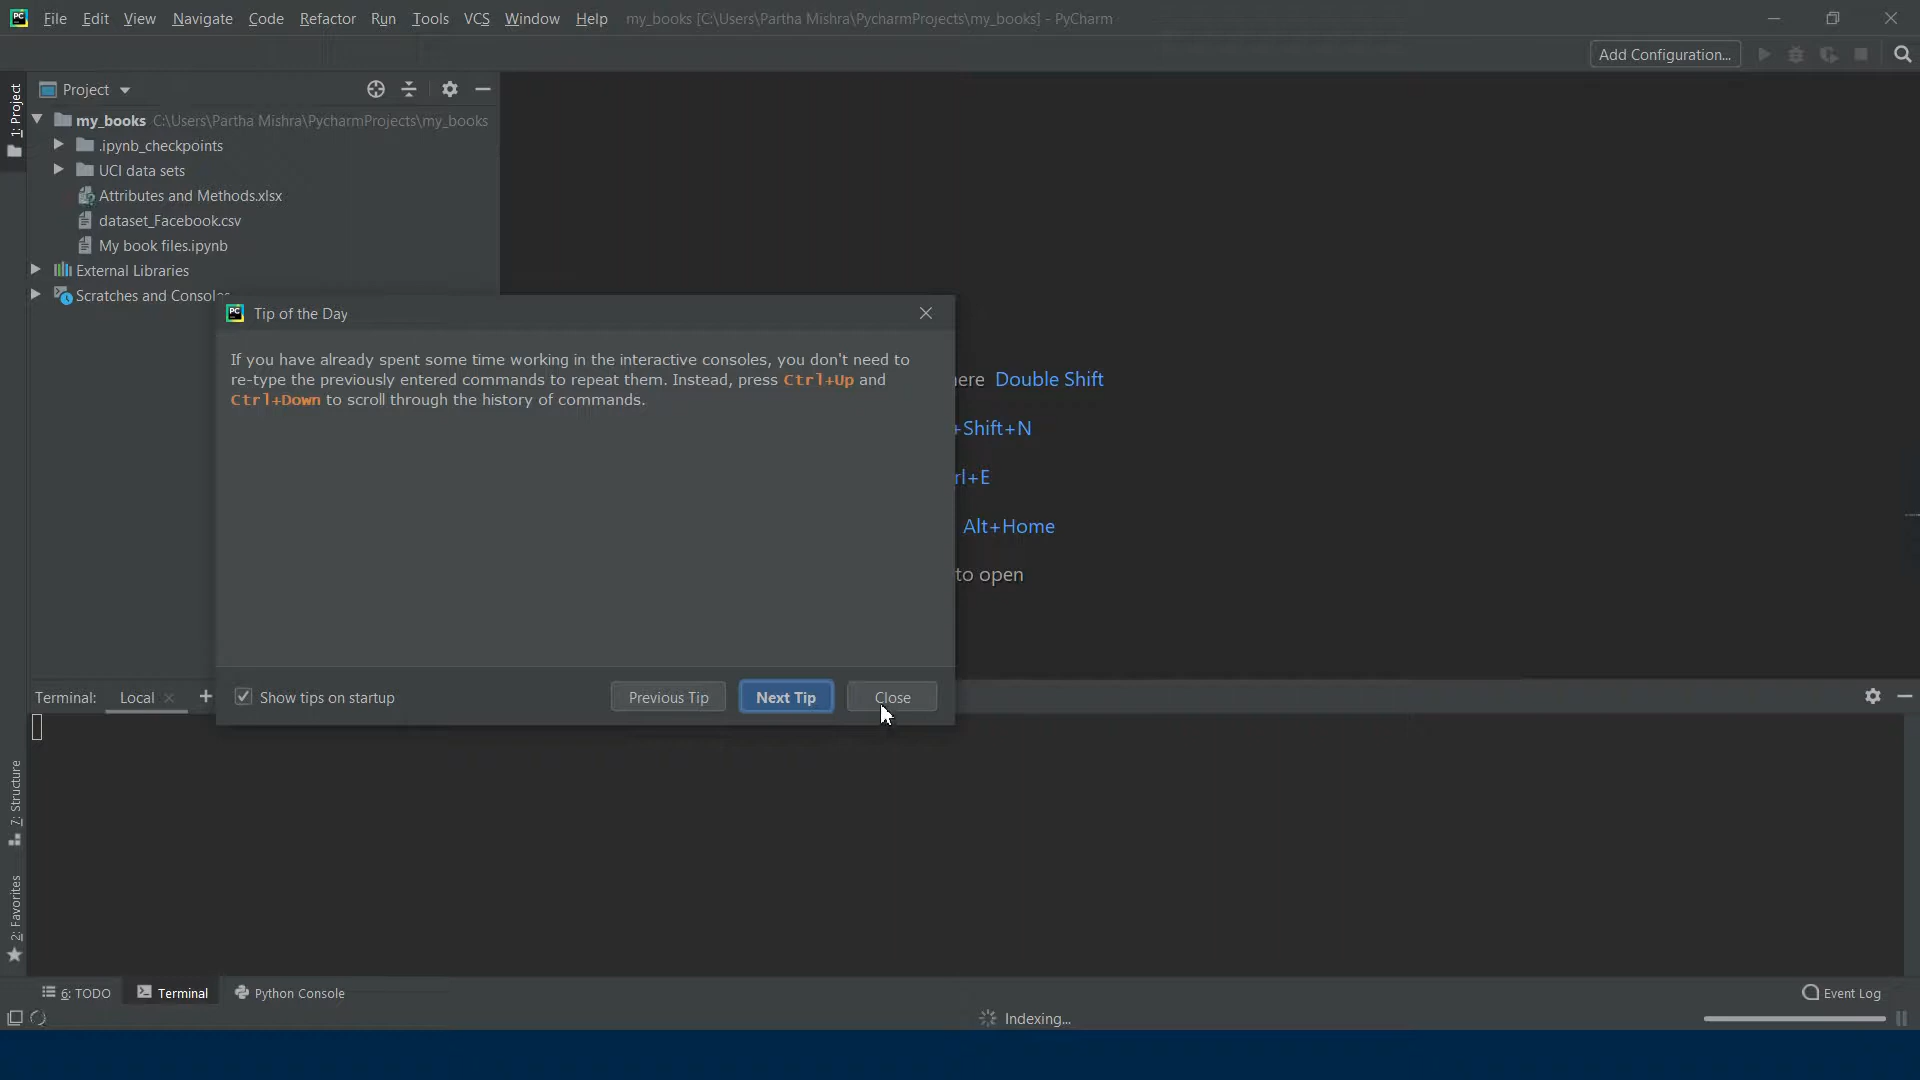 File Edit View Navigate Code Refactor Run Tools VCS Window Help my_books [C:\Users\Partha Mishra\PycharmProjects\my_books] - PyCharm
Add Configuration...
1: Project
Project
my_books C:\Users\Partha Mishra\PycharmProjects\my_books
.ipynb_checkpoints
UCI data sets
Attributes and Methods.xlsx
dataset_Facebook.csv
My book files.ipynb
External Libraries
Scratches and Consoles
Tip of the Day
If you have already spent some time working in the interactive consoles, you don't need to
re-type the previously entered commands to repeat them. Instead, press Ctrl+Up and
Ctrl+Down to scroll through the history of commands.
here Double Shift
+Shift+N
rl+E
Alt+Home
to open
Show tips on startup Previous Tip Next Tip Close
Terminal: Local +
7: Structure
2: Favorites
6: TODO Terminal Python Console Event Log
Indexing...